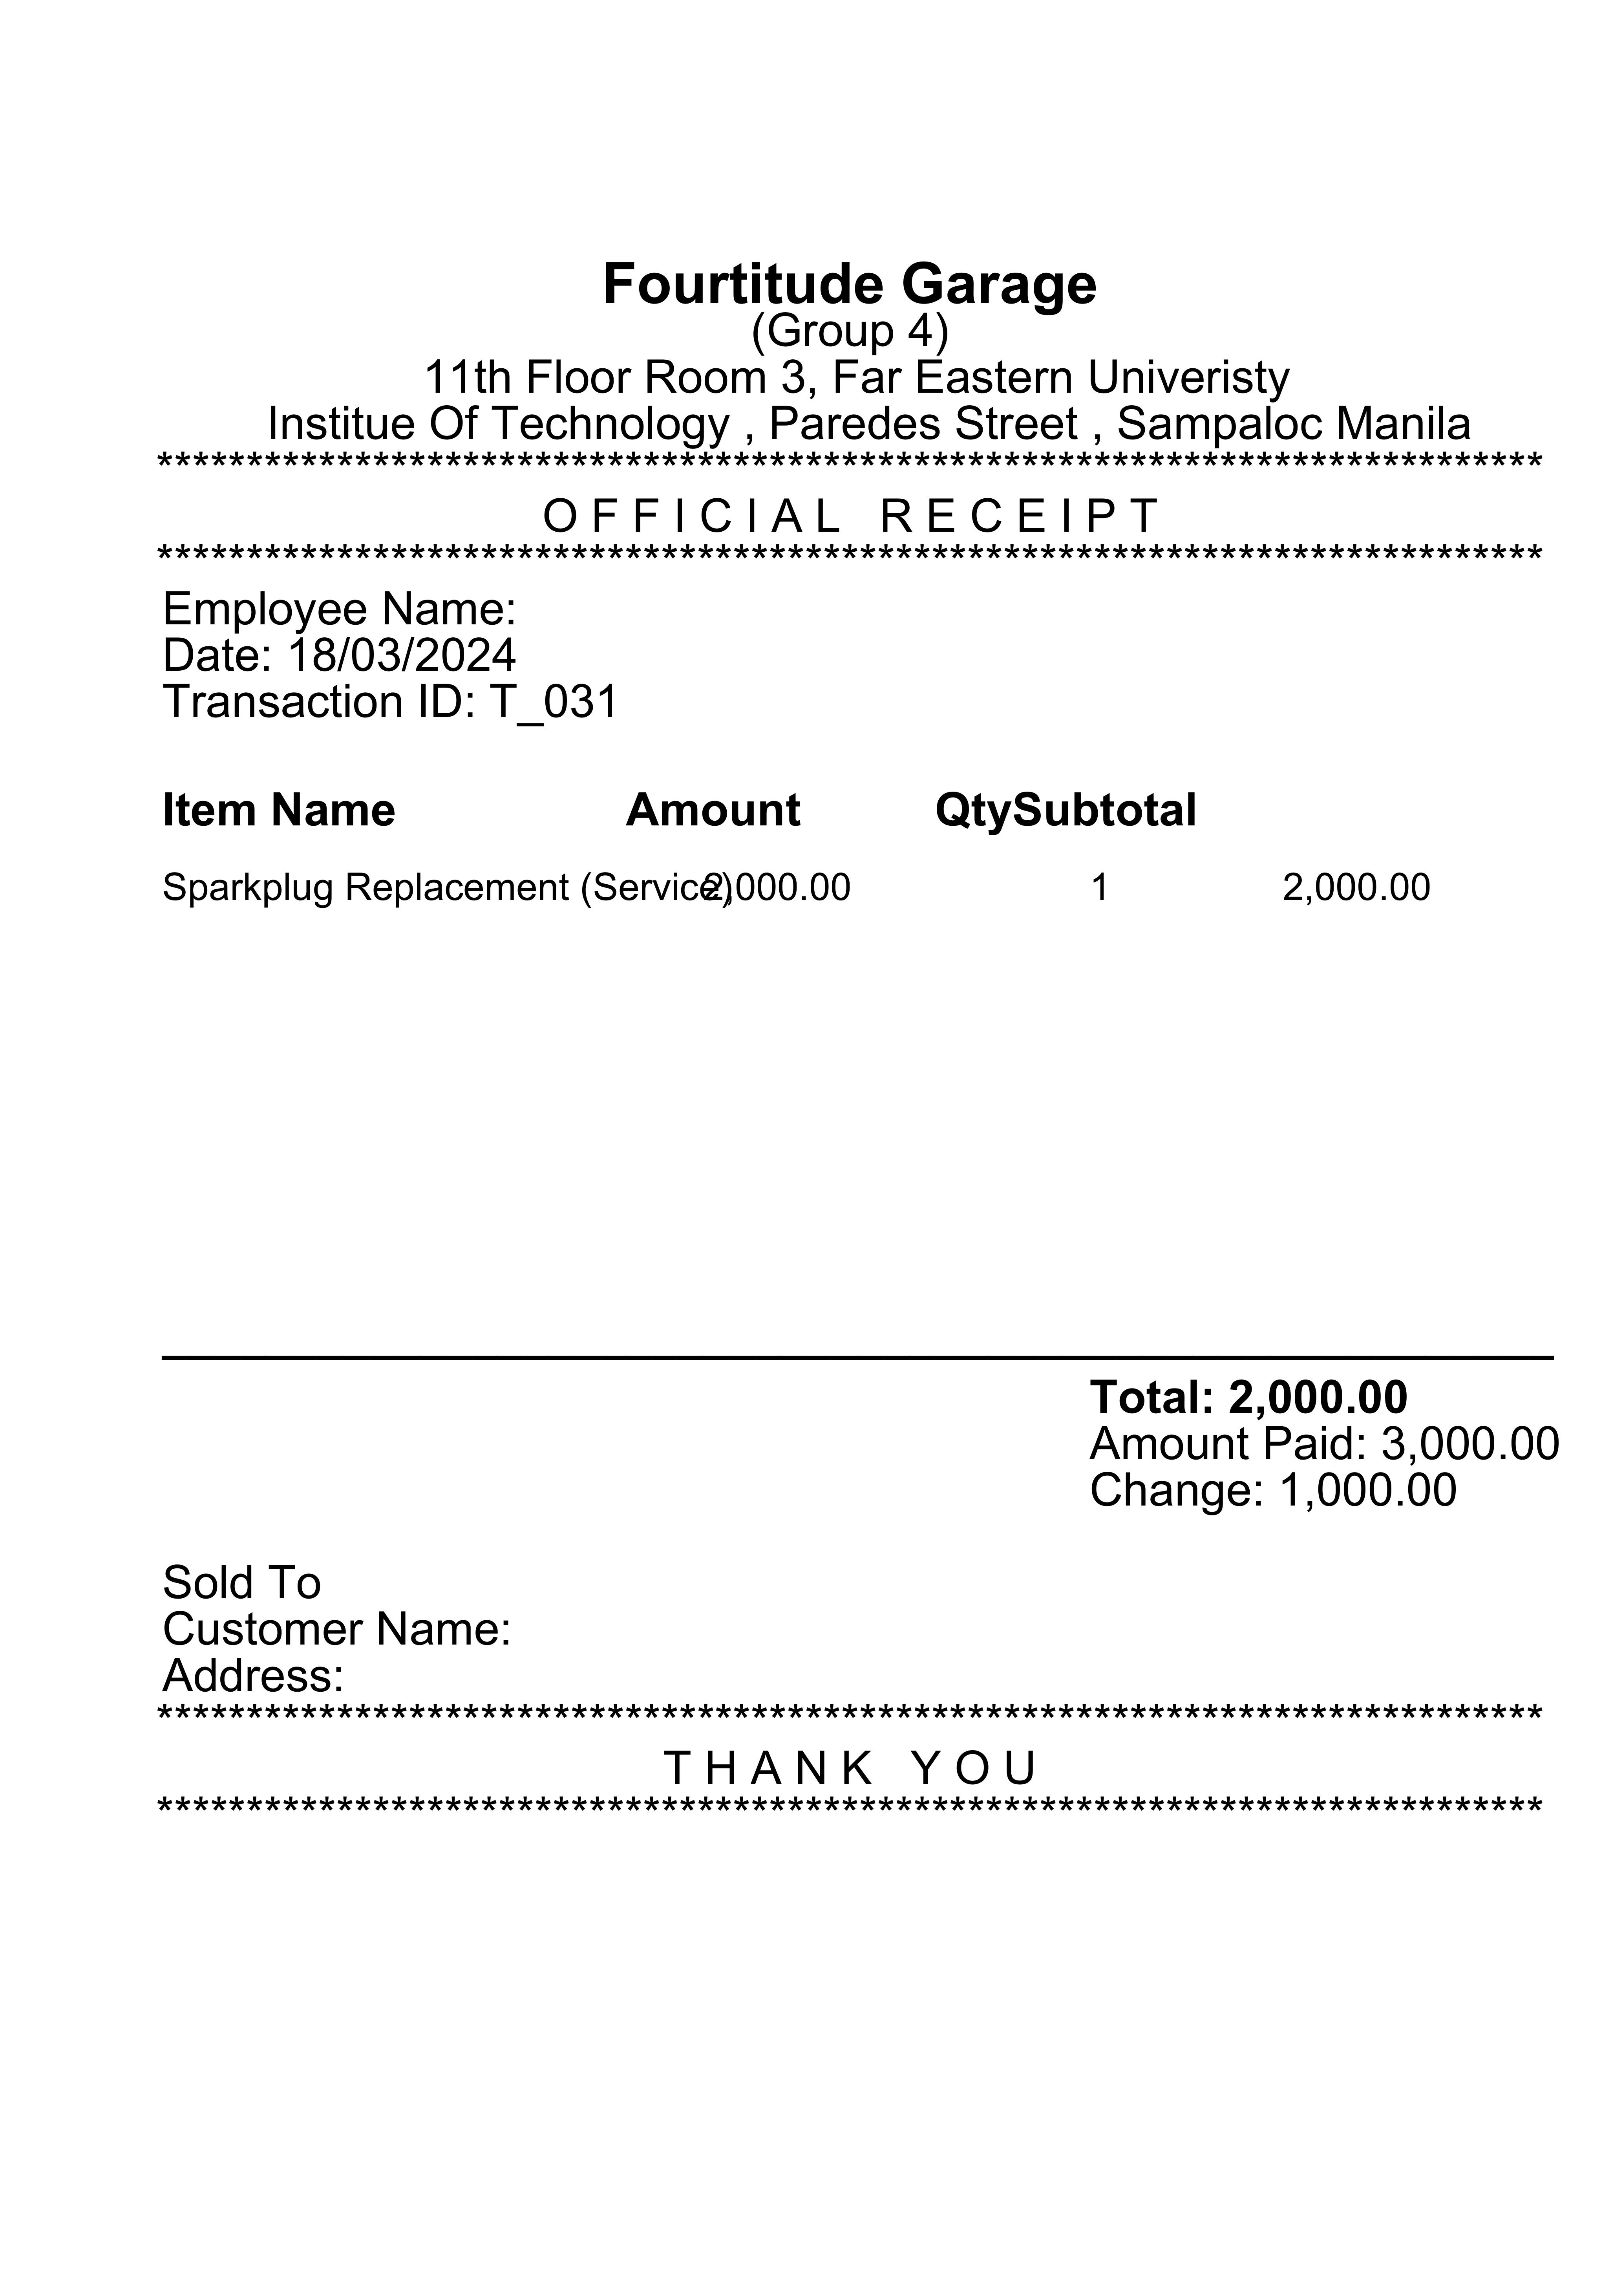 Fourtitude Garage
(Group 4)
11th Floor Room 3, Far Eastern Univeristy
Institue Of Technology , Paredes Street , Sampaloc Manila
*****************************************************************************
O F F I C I A L   R E C E I P T
*****************************************************************************
Employee Name:
Date: 18/03/2024
Transaction ID: T_031
Item Name Amount QtySubtotal
Sparkplug Replacement (Service) 2,000.00 1 2,000.00
Total: 2,000.00
Amount Paid: 3,000.00
Change: 1,000.00
Sold To
Customer Name:
Address:
*****************************************************************************
T H A N K   Y O U
*****************************************************************************